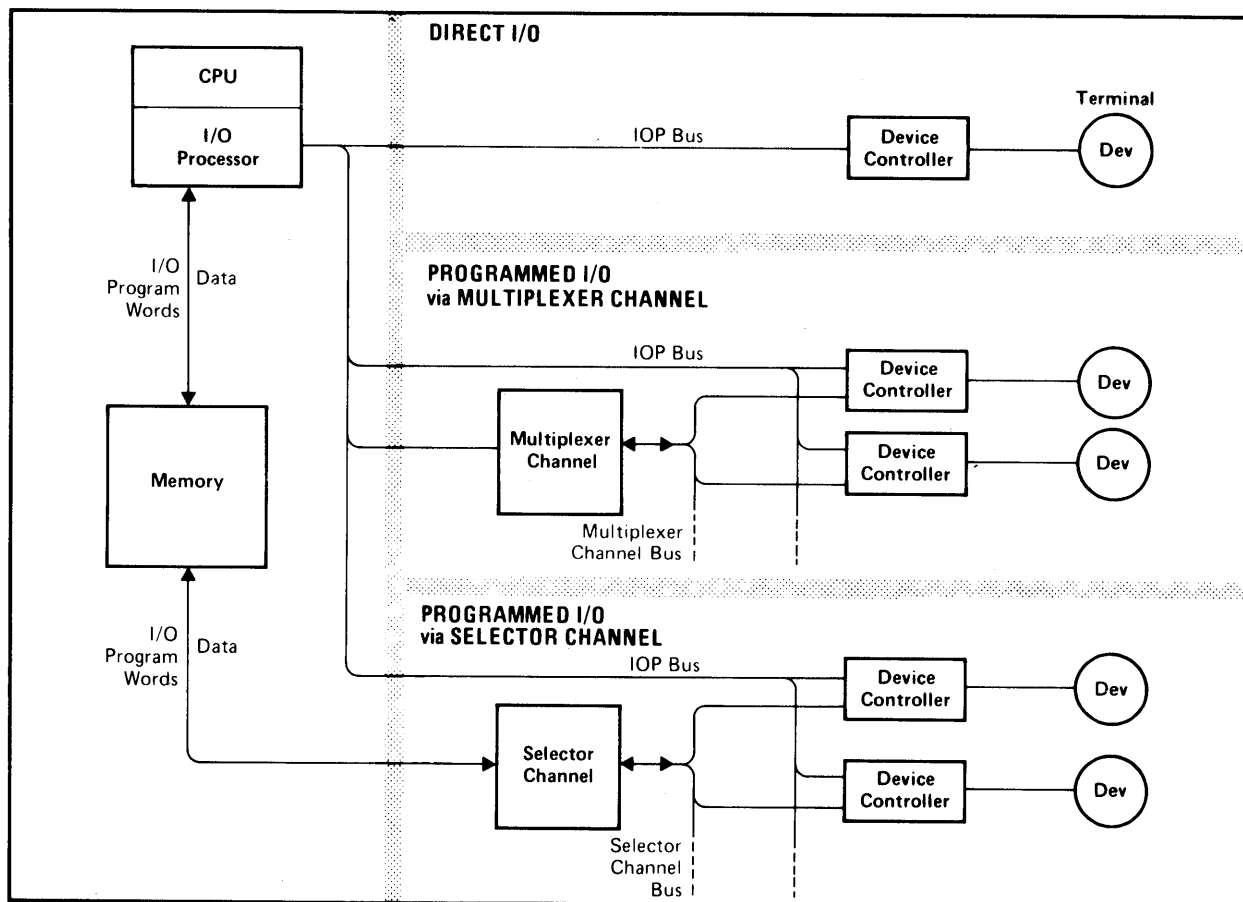 CPU
I/O
Processor
I/O
Program
Words
Data
Memory
I/O
Program
Words
Data
DIRECT I/O
IOP Bus
Device
Controller
Terminal
Dev
PROGRAMMED I/O
via MULTIPLEXER CHANNEL
IOP Bus
Multiplexer
Channel
Multiplexer
Channel Bus
Device
Controller
Dev
Device
Controller
Dev
PROGRAMMED I/O
via SELECTOR CHANNEL
IOP Bus
Selector
Channel
Selector
Channel
Bus
Device
Controller
Dev
Device
Controller
Dev